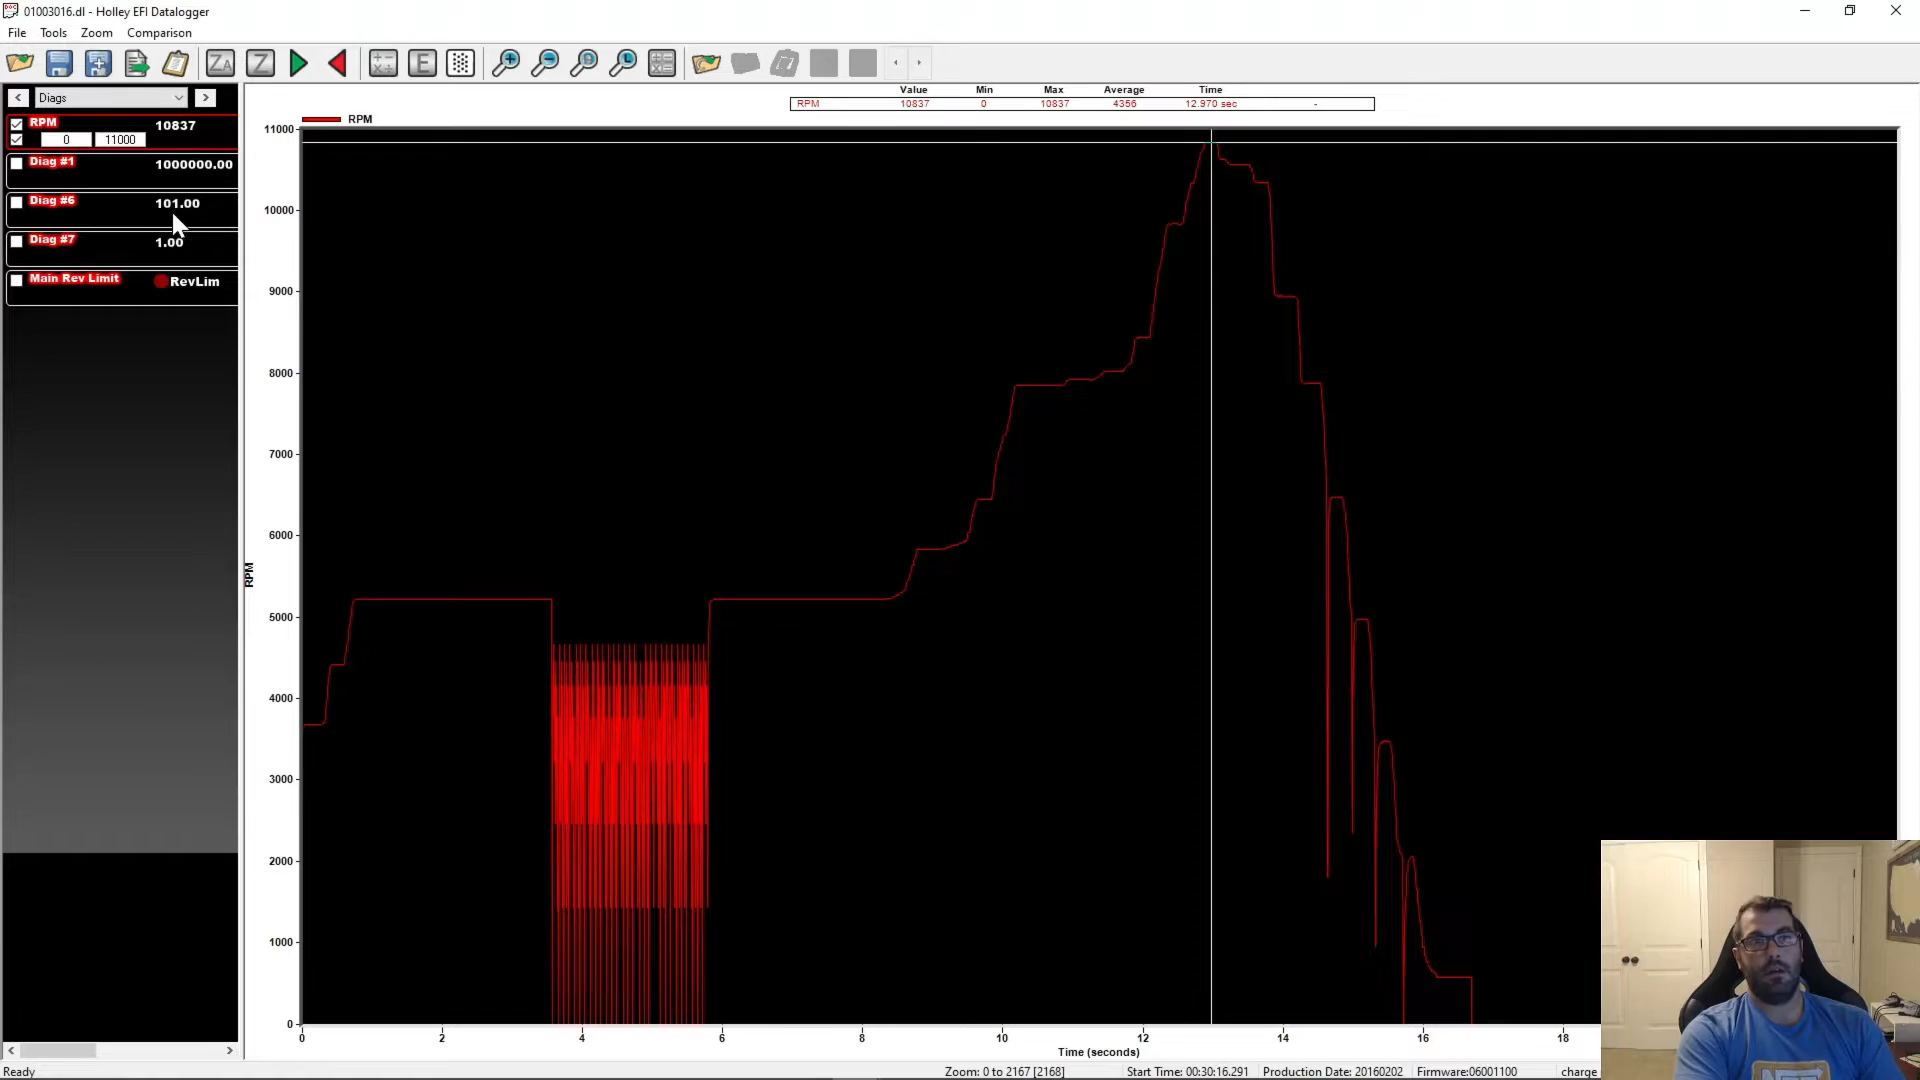 01003016.dl - Holley EFI Datalogger
File Tools Zoom Comparison
Diags
RPM 10837
0 11000
Diag #1 1000000.00
Diag #6 101.00
Diag #7 1.00
Main Rev Limit RevLim
Value Min Max Average Time
RPM 10837 0 10837 4356 12.970 sec -
RPM
11000
10000
9000
8000
7000
6000
5000
4000
3000
2000
1000
0
RPM
0 2 4 6 8 10 12 14 16 18
Time (seconds)
Ready Zoom: 0 to 2167 [2168] Start Time: 00:30:16.291 Production Date: 20160202 Firmware:06001100 charge